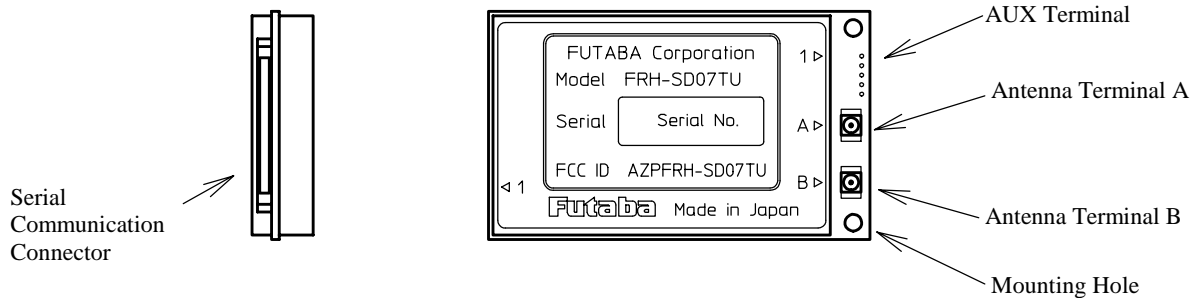 AUX Terminal
FUTABA Corporation
1
Model FRH-SD07TU
Antenna Terminal A
Serial
Serial No.
A
FCC ID AZPFRH-SD07TU
B
1
Serial
Communication
Connector
Futaba Made in Japan
Antenna Terminal B
Mounting Hole